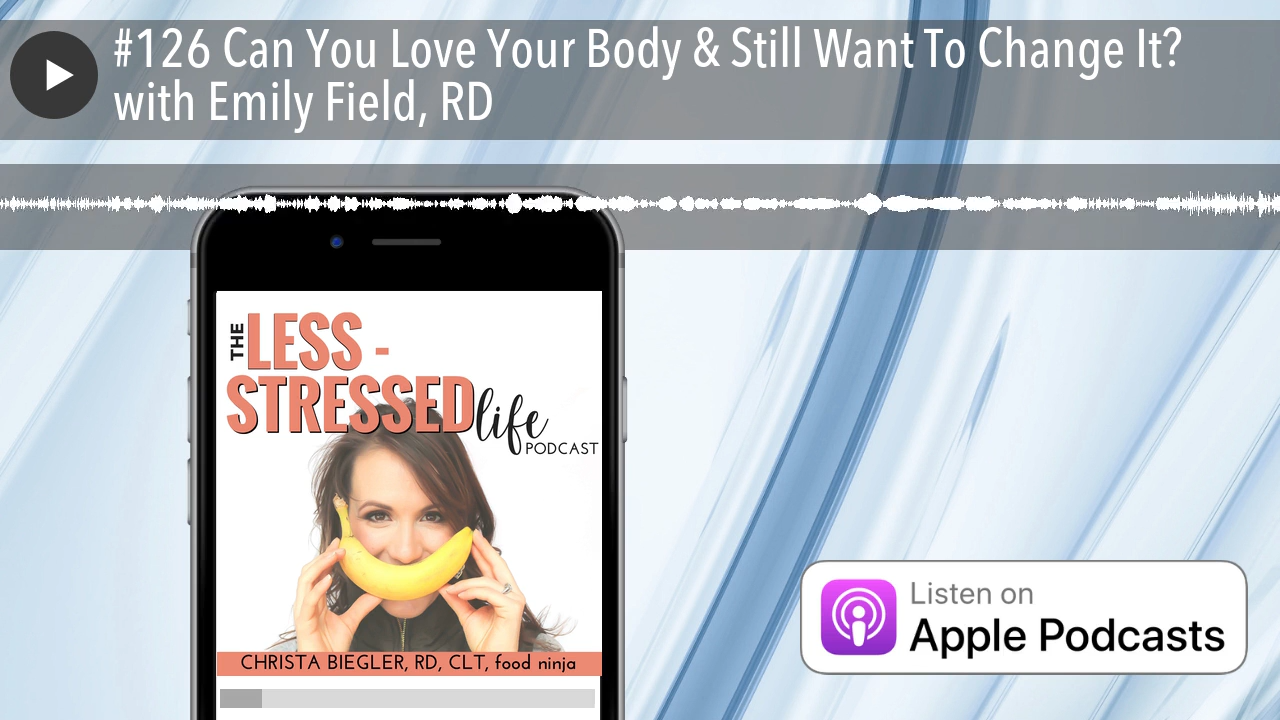 #126 Can You Love Your Body & Still Want To Change It?
with Emily Field, RD
THE LESS -
STRESSED life
PODCAST
CHRISTA BIEGLER, RD, CLT, food ninja
Listen on
Apple Podcasts